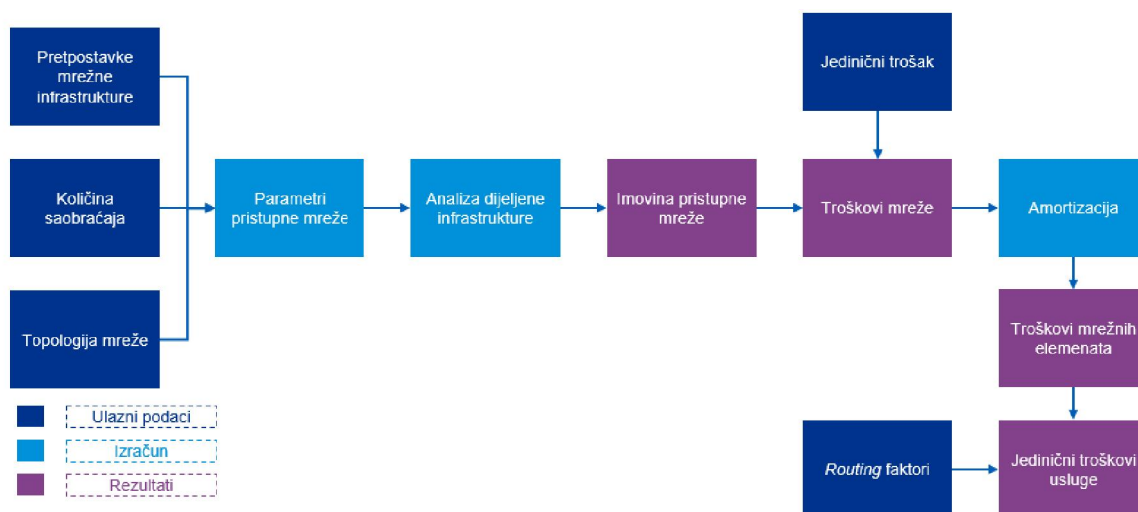 Pretpostavke
mrežne
infrastrukture
Jedinični trošak
Količina
saobraćaja
Parametri
pristupne mreže
Analiza dijeljene
infrastrukture
Imovina pristupne
mreže
Troškovi mreže
Amortizacija
Topologija mreže
Troškovi mrežnih
elemenata
Ulazni podaci
Izračun
Rezultati
Routing faktori
Jedinični troškovi
usluge